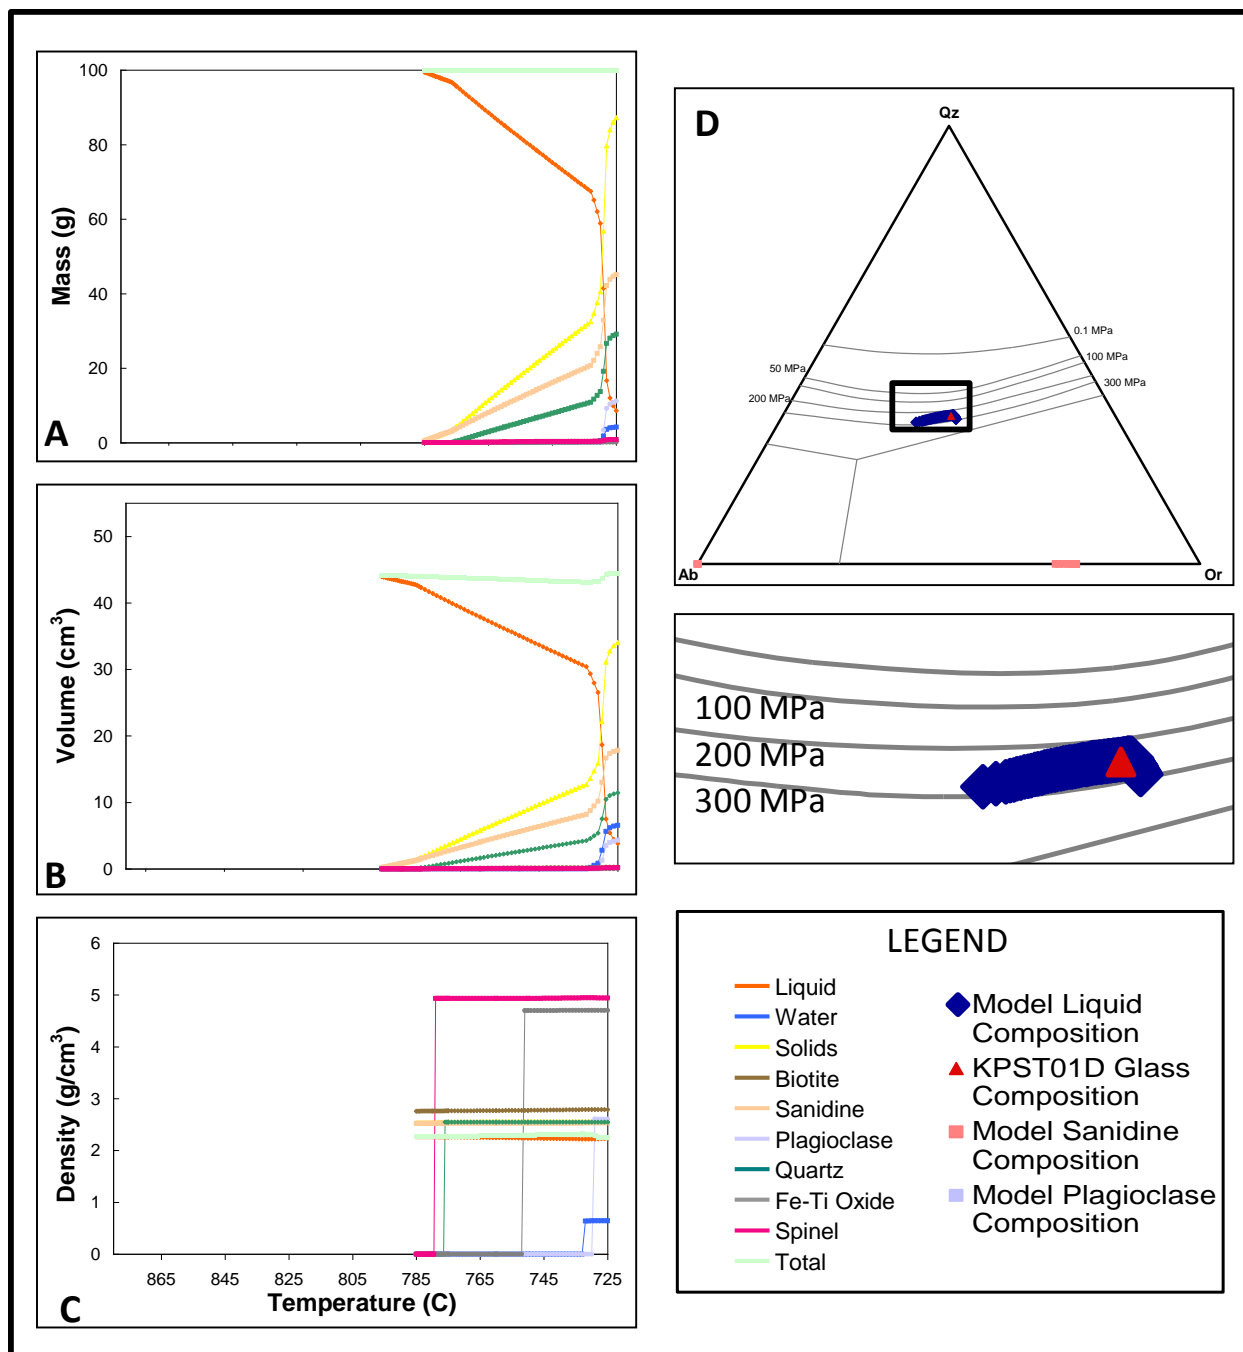 100
80
60
40
20
0
Mass (g)
A
50
40
30
20
10
0
Volume (cm³)
B
6
5
4
3
2
1
0
Density (g/cm³)
865
845
825
805
785
765
745
725
Temperature (C)
C
D
Qz
0.1 MPa
50 MPa
100 MPa
300 MPa
200 MPa
Ab
Or
100 MPa
200 MPa
300 MPa
LEGEND
Liquid
Water
Solids
Biotite
Sanidine
Plagioclase
Quartz
Fe-Ti Oxide
Spinel
Total
Model Liquid
Composition
KPST01D Glass
Composition
Model Sanidine
Composition
Model Plagioclase
Composition